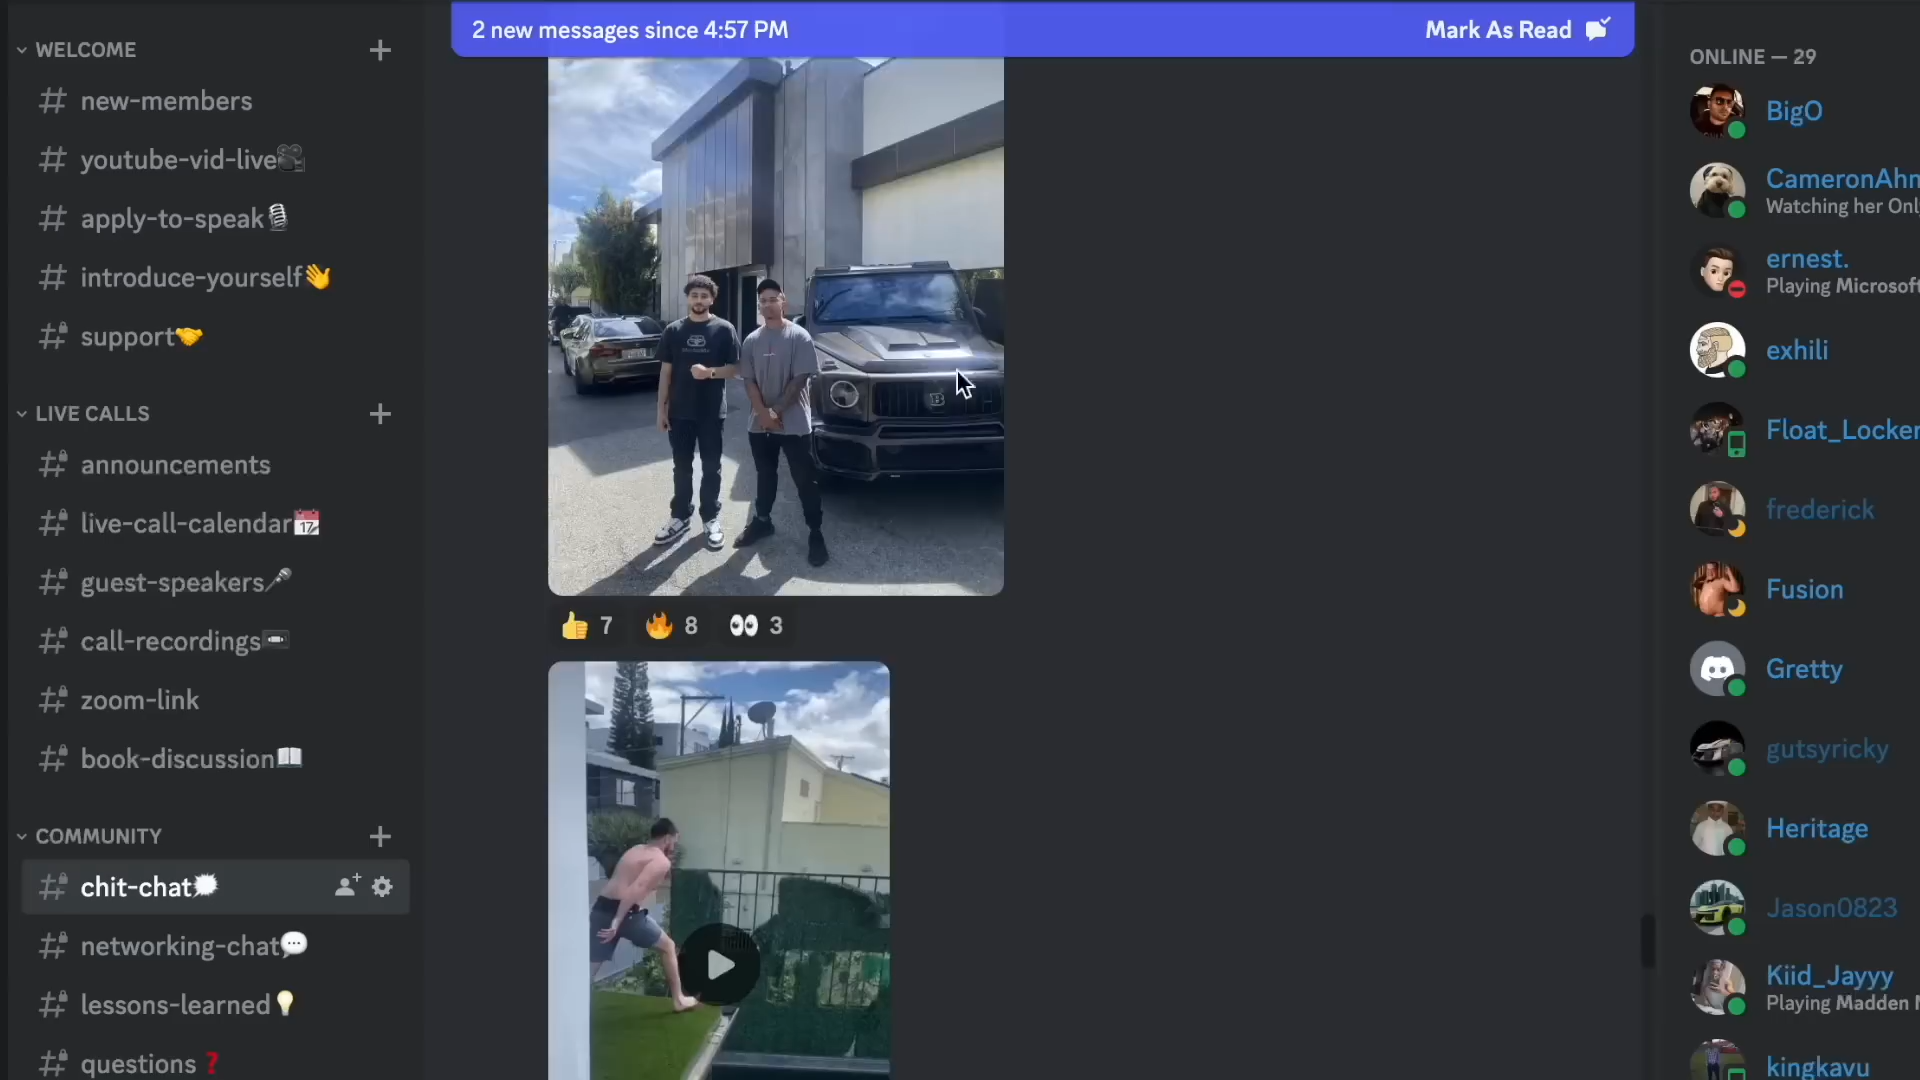 WELCOME
new-members
youtube-vid-live
apply-to-speak
introduce-yourself
support
LIVE CALLS
announcements
live-call-calendar
17
guest-speakers
call-recordings
zoom-link
book-discussion
COMMUNITY
chit-chat
networking-chat
lessons-learned
questions
2 new messages since 4:57 PM
Mark As Read
B
7
8
3
ONLINE — 29
BigO
CameronAhm
Watching her Onl
ernest.
Playing Microsoft
exhili
Float_Locker
frederick
Fusion
Gretty
gutsyricky
Heritage
Jason0823
Kiid_Jayyy
Playing Madden N
kingkavu